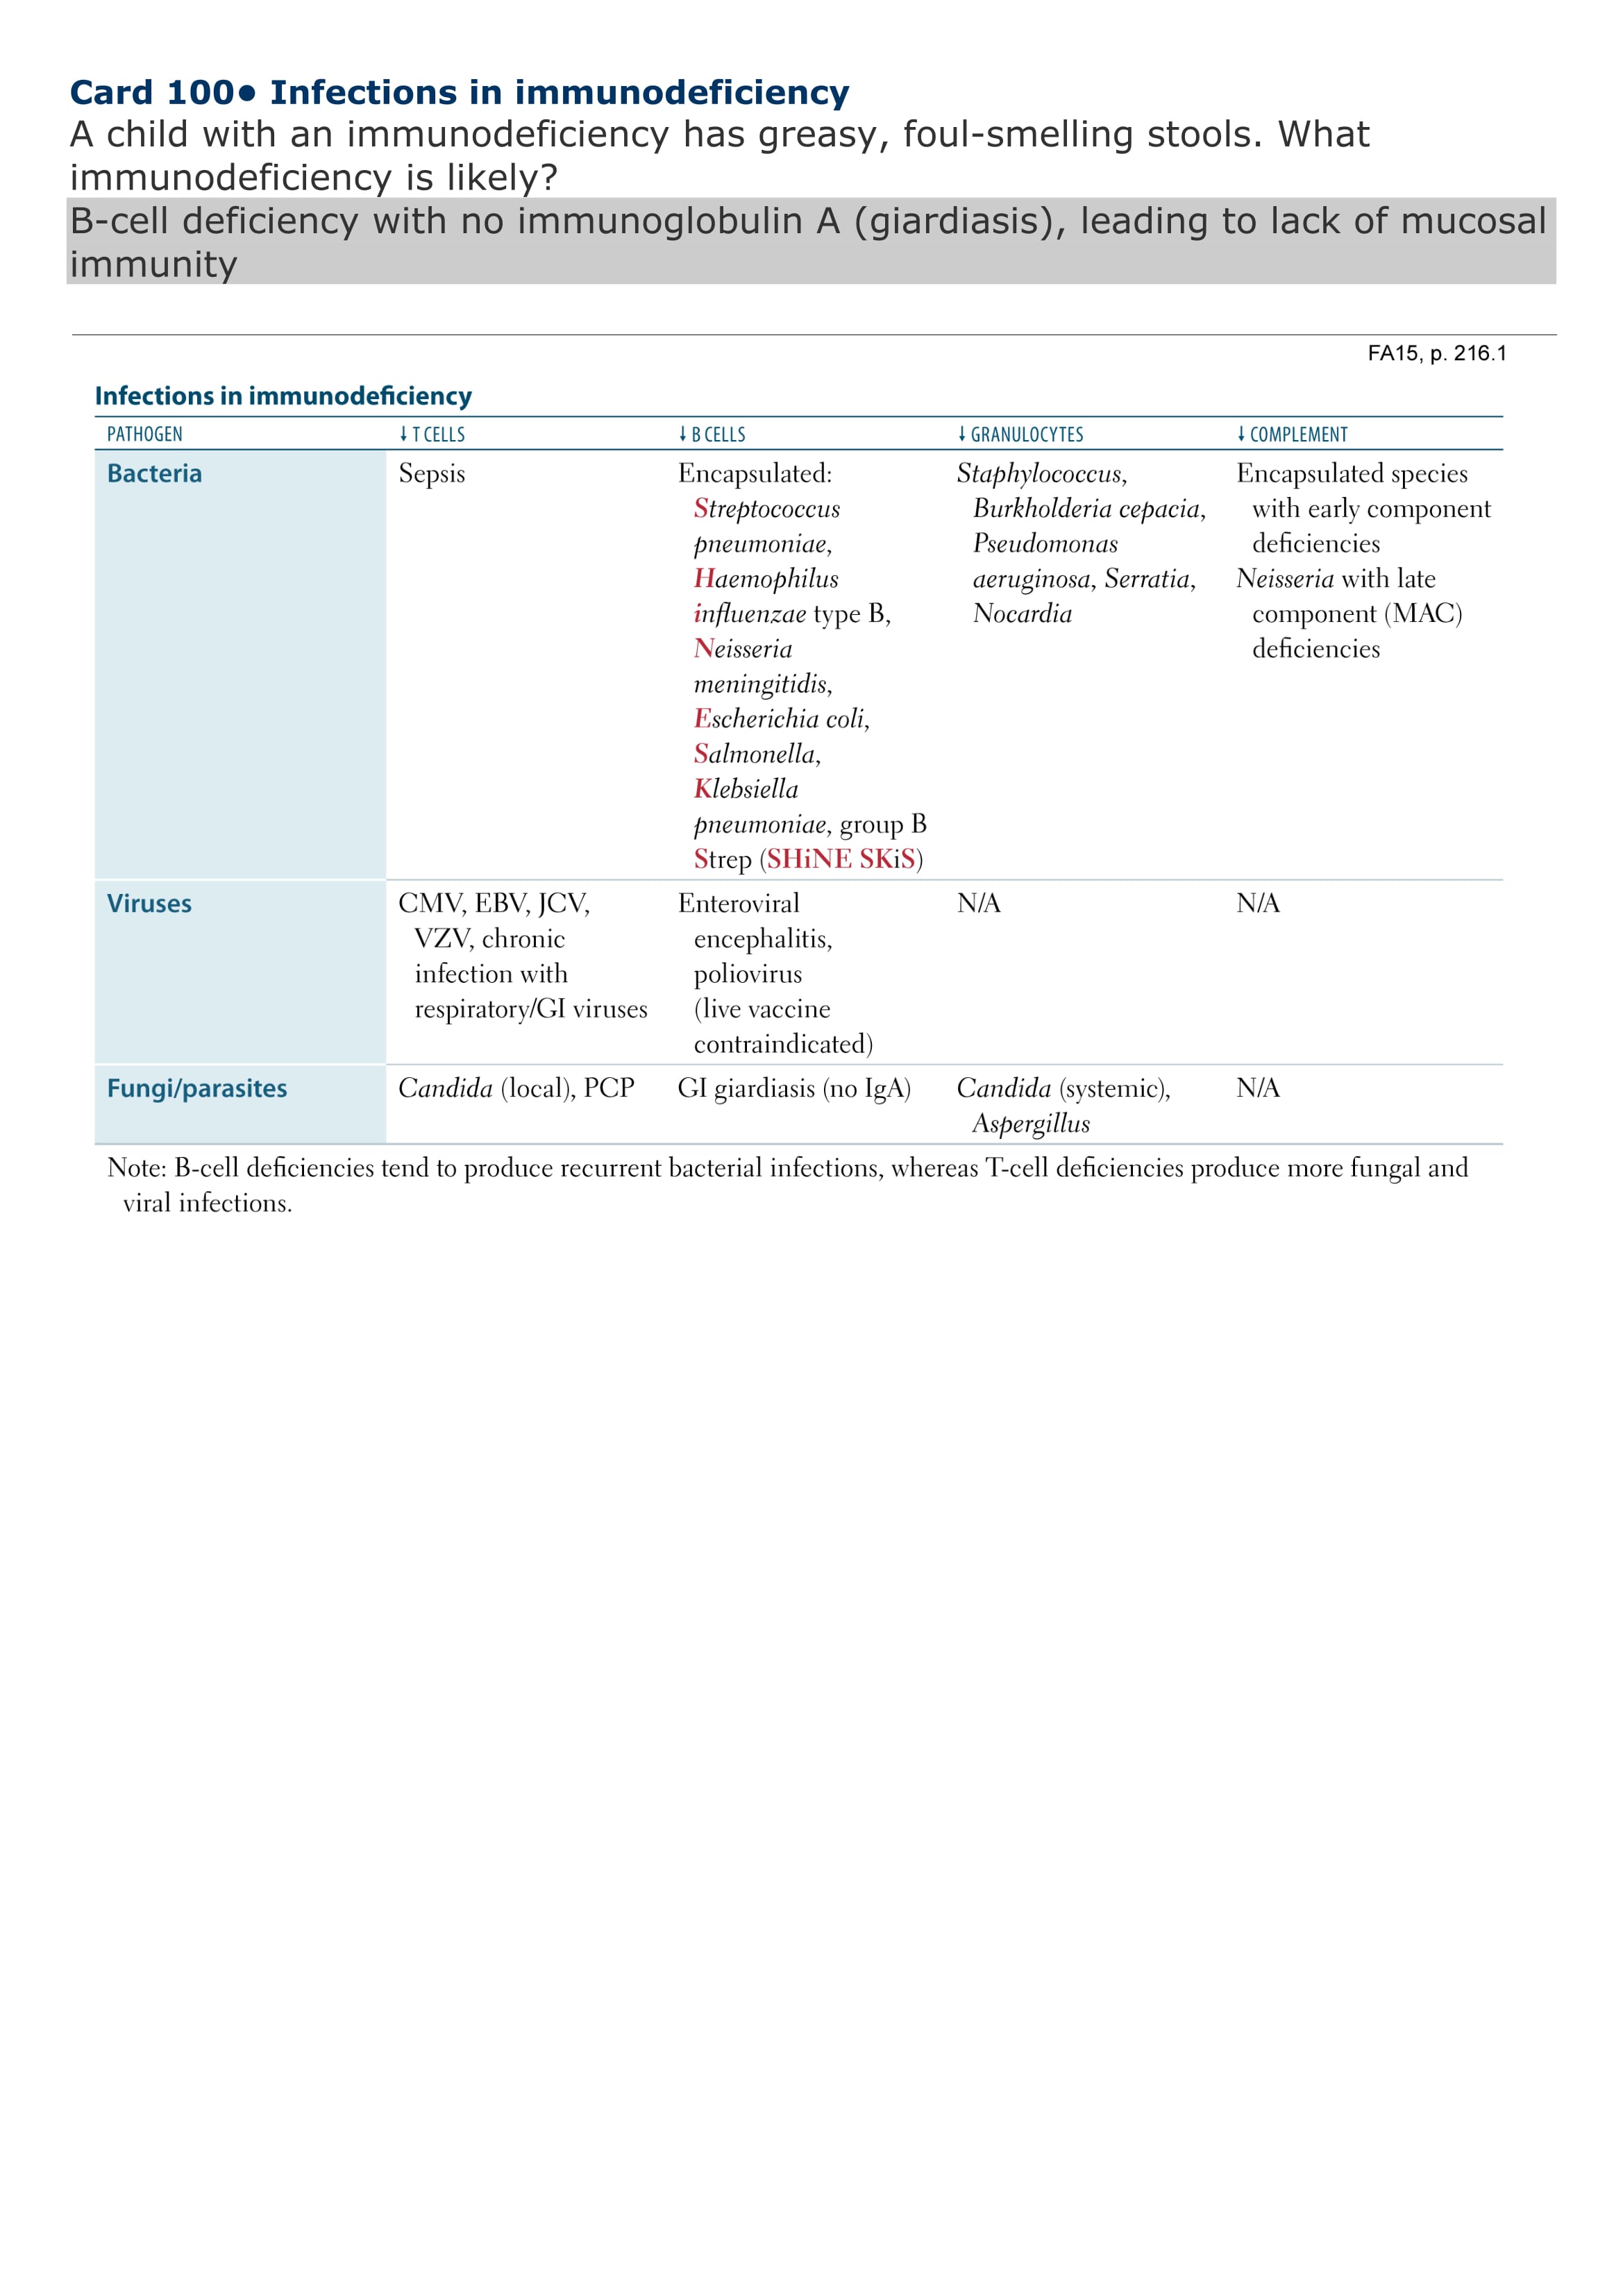 Card 100• Infections in immunodeficiency
A child with an immunodeficiency has greasy, foul-smelling stools. What
immunodeficiency is likely?
B-cell deficiency with no immunoglobulin A (giardiasis), leading to lack of mucosal
immunity
FA15, p. 216.1
Infections in immunodeficiency
PATHOGEN ↓ T CELLS ↓ B CELLS ↓ GRANULOCYTES ↓ COMPLEMENT
Bacteria
Sepsis
Encapsulated:
Streptococcus
pneumoniae,
Haemophilus
influenzae type B,
Neisseria
meningitidis,
Escherichia coli,
Salmonella,
Klebsiella
pneumoniae, group B
Strep (SHiNE SKiS)
Staphylococcus,
Burkholderia cepacia,
Pseudomonas
aeruginosa, Serratia,
Nocardia
Encapsulated species
with early component
deficiencies
Neisseria with late
component (MAC)
deficiencies
Viruses
CMV, EBV, JCV,
VZV, chronic
infection with
respiratory/GI viruses
Enteroviral
encephalitis,
poliovirus
(live vaccine
contraindicated)
N/A
N/A
Fungi/parasites
Candida (local), PCP
GI giardiasis (no IgA)
Candida (systemic),
Aspergillus
N/A
Note: B-cell deficiencies tend to produce recurrent bacterial infections, whereas T-cell deficiencies produce more fungal and
viral infections.